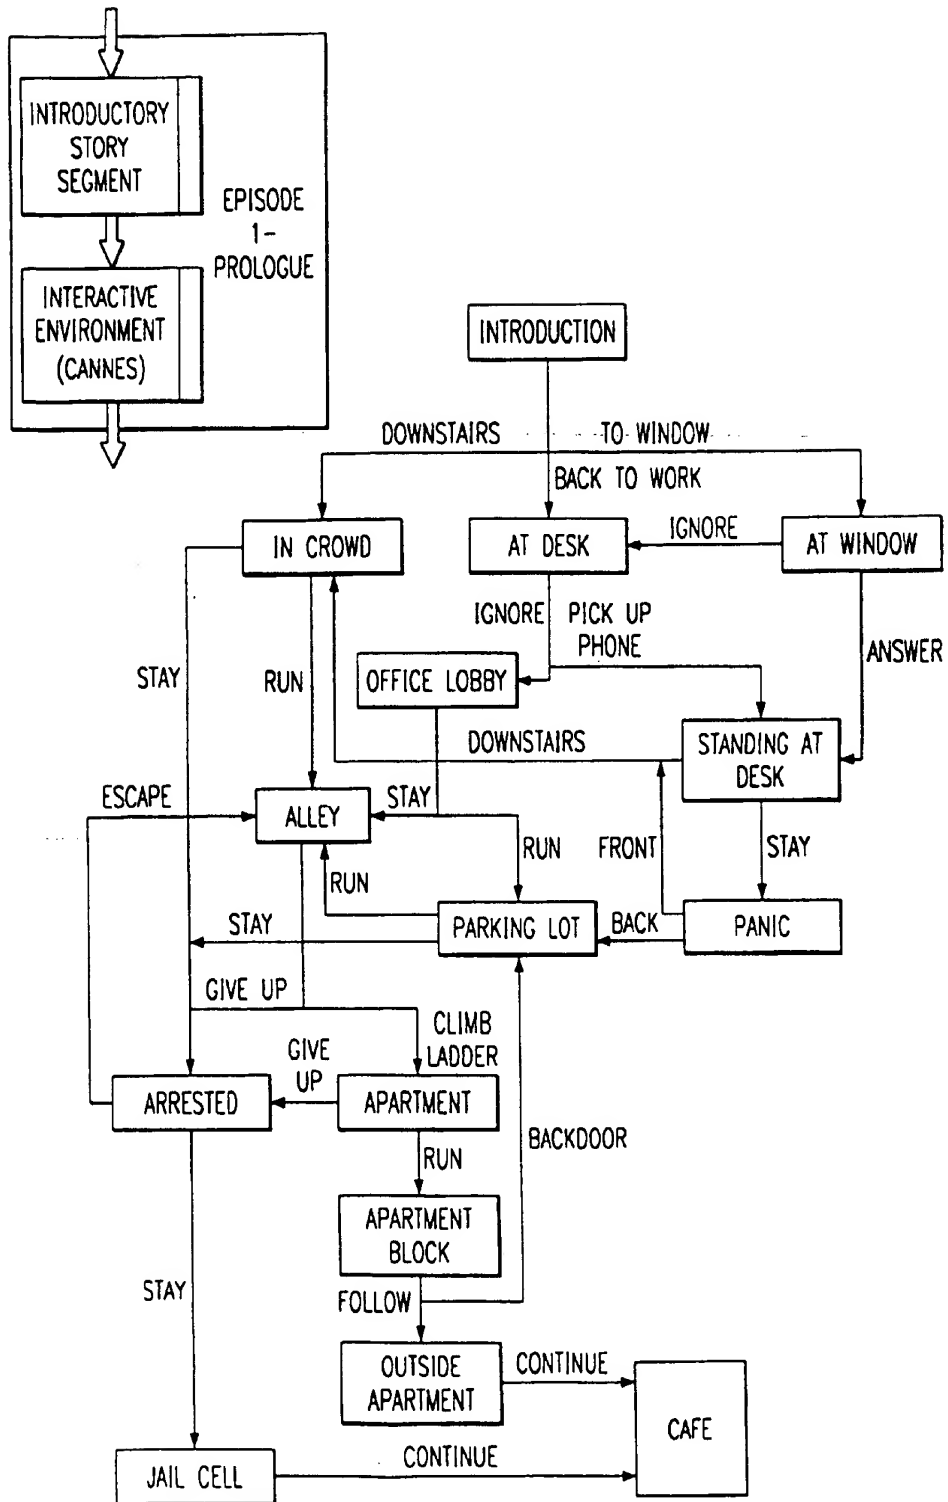 INTRODUCTORY
STORY
SEGMENT
EPISODE
1-
PROLOGUE
INTERACTIVE
ENVIRONMENT
(CANNES)
INTRODUCTION
DOWNSTAIRS
TO WINDOW
BACK TO WORK
IN CROWD
AT DESK
IGNORE
AT WINDOW
IGNORE
PICK UP
PHONE
ANSWER
STAY
RUN
OFFICE LOBBY
DOWNSTAIRS
STANDING AT
DESK
ESCAPE
ALLEY
STAY
RUN
FRONT
STAY
RUN
STAY
PARKING LOT
BACK
PANIC
GIVE UP
CLIMB
LADDER
GIVE
UP
ARRESTED
APARTMENT
BACKDOOR
RUN
APARTMENT
BLOCK
STAY
FOLLOW
OUTSIDE
APARTMENT
CONTINUE
CAFE
JAIL CELL
CONTINUE